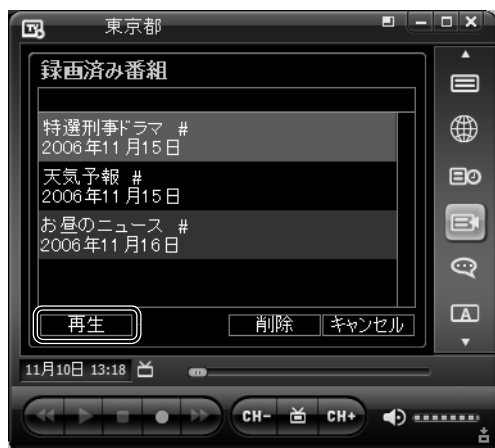 東京都
録画済み番組
特選刑事ドラマ #
2006年11月15日
天気予報 #
2006年11月15日
お昼のニュース #
2006年11月16日
再生
削除
キャンセル
A
11月10日 13:18
CH-
CH+